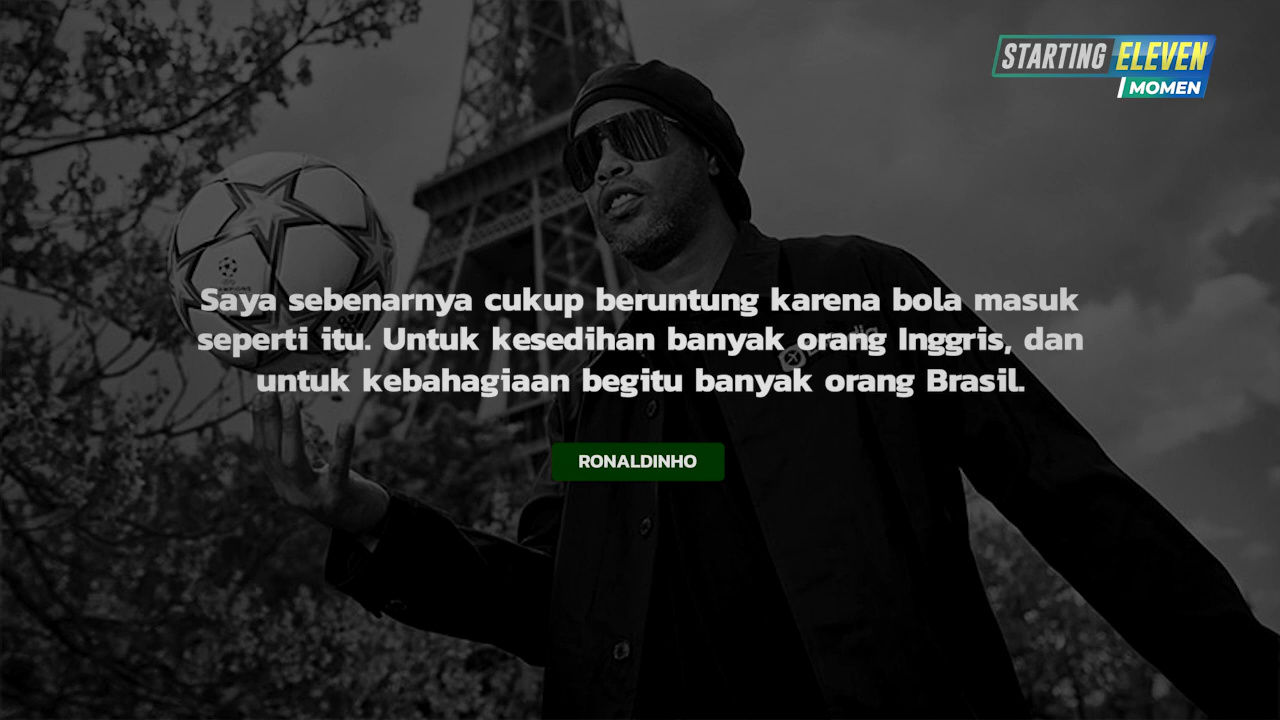 STARTING ELEVEN
MOMEN
Saya sebenarnya cukup beruntung karena bola masuk
seperti itu. Untuk kesedihan banyak orang Inggris, dan
untuk kebahagiaan begitu banyak orang Brasil.
RONALDINHO